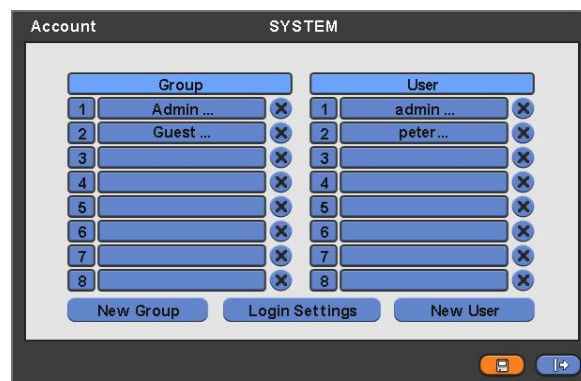 Account SYSTEM
Group User
1 Admin ... 1 admin ...
2 Guest ... 2 peter...
3 3
4 4
5 5
6 6
7 7
8 8
New Group Login Settings New User